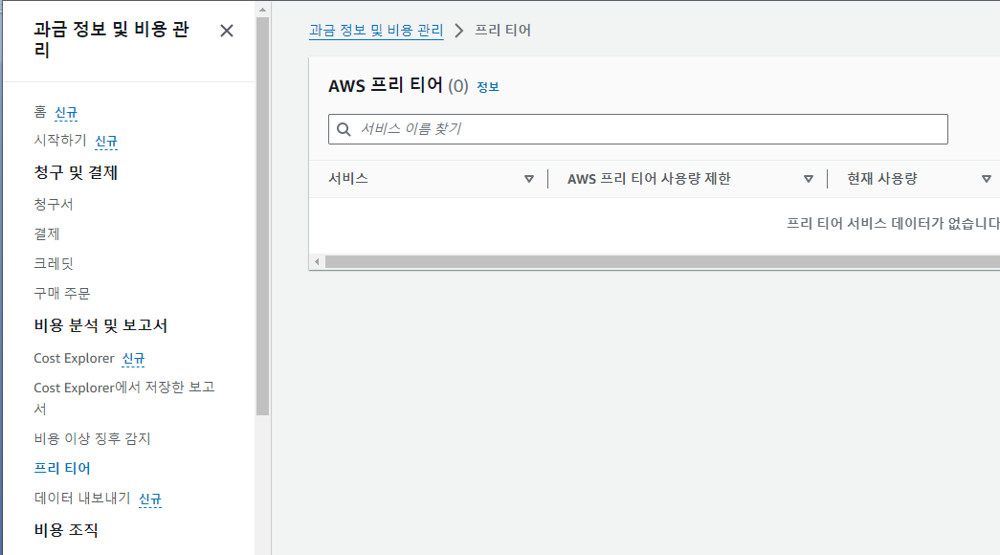 과금 정보 및 비용 관
리
홈 신규
시작하기 신규
청구 및 결제
청구서
결제
크레딧
구매 주문
비용 분석 및 보고서
Cost Explorer 신규
Cost Explorer에서 저장한 보고
서
비용 이상 징후 감지
프리 티어
데이터 내보내기 신규
비용 조직
과금 정보 및 비용 관리 > 프리 티어
AWS 프리 티어 (0) 정보
서비스 이름 찾기
서비스 AWS 프리 티어 사용량 제한 현재 사용량
프리 티어 서비스 데이터가 없습니다